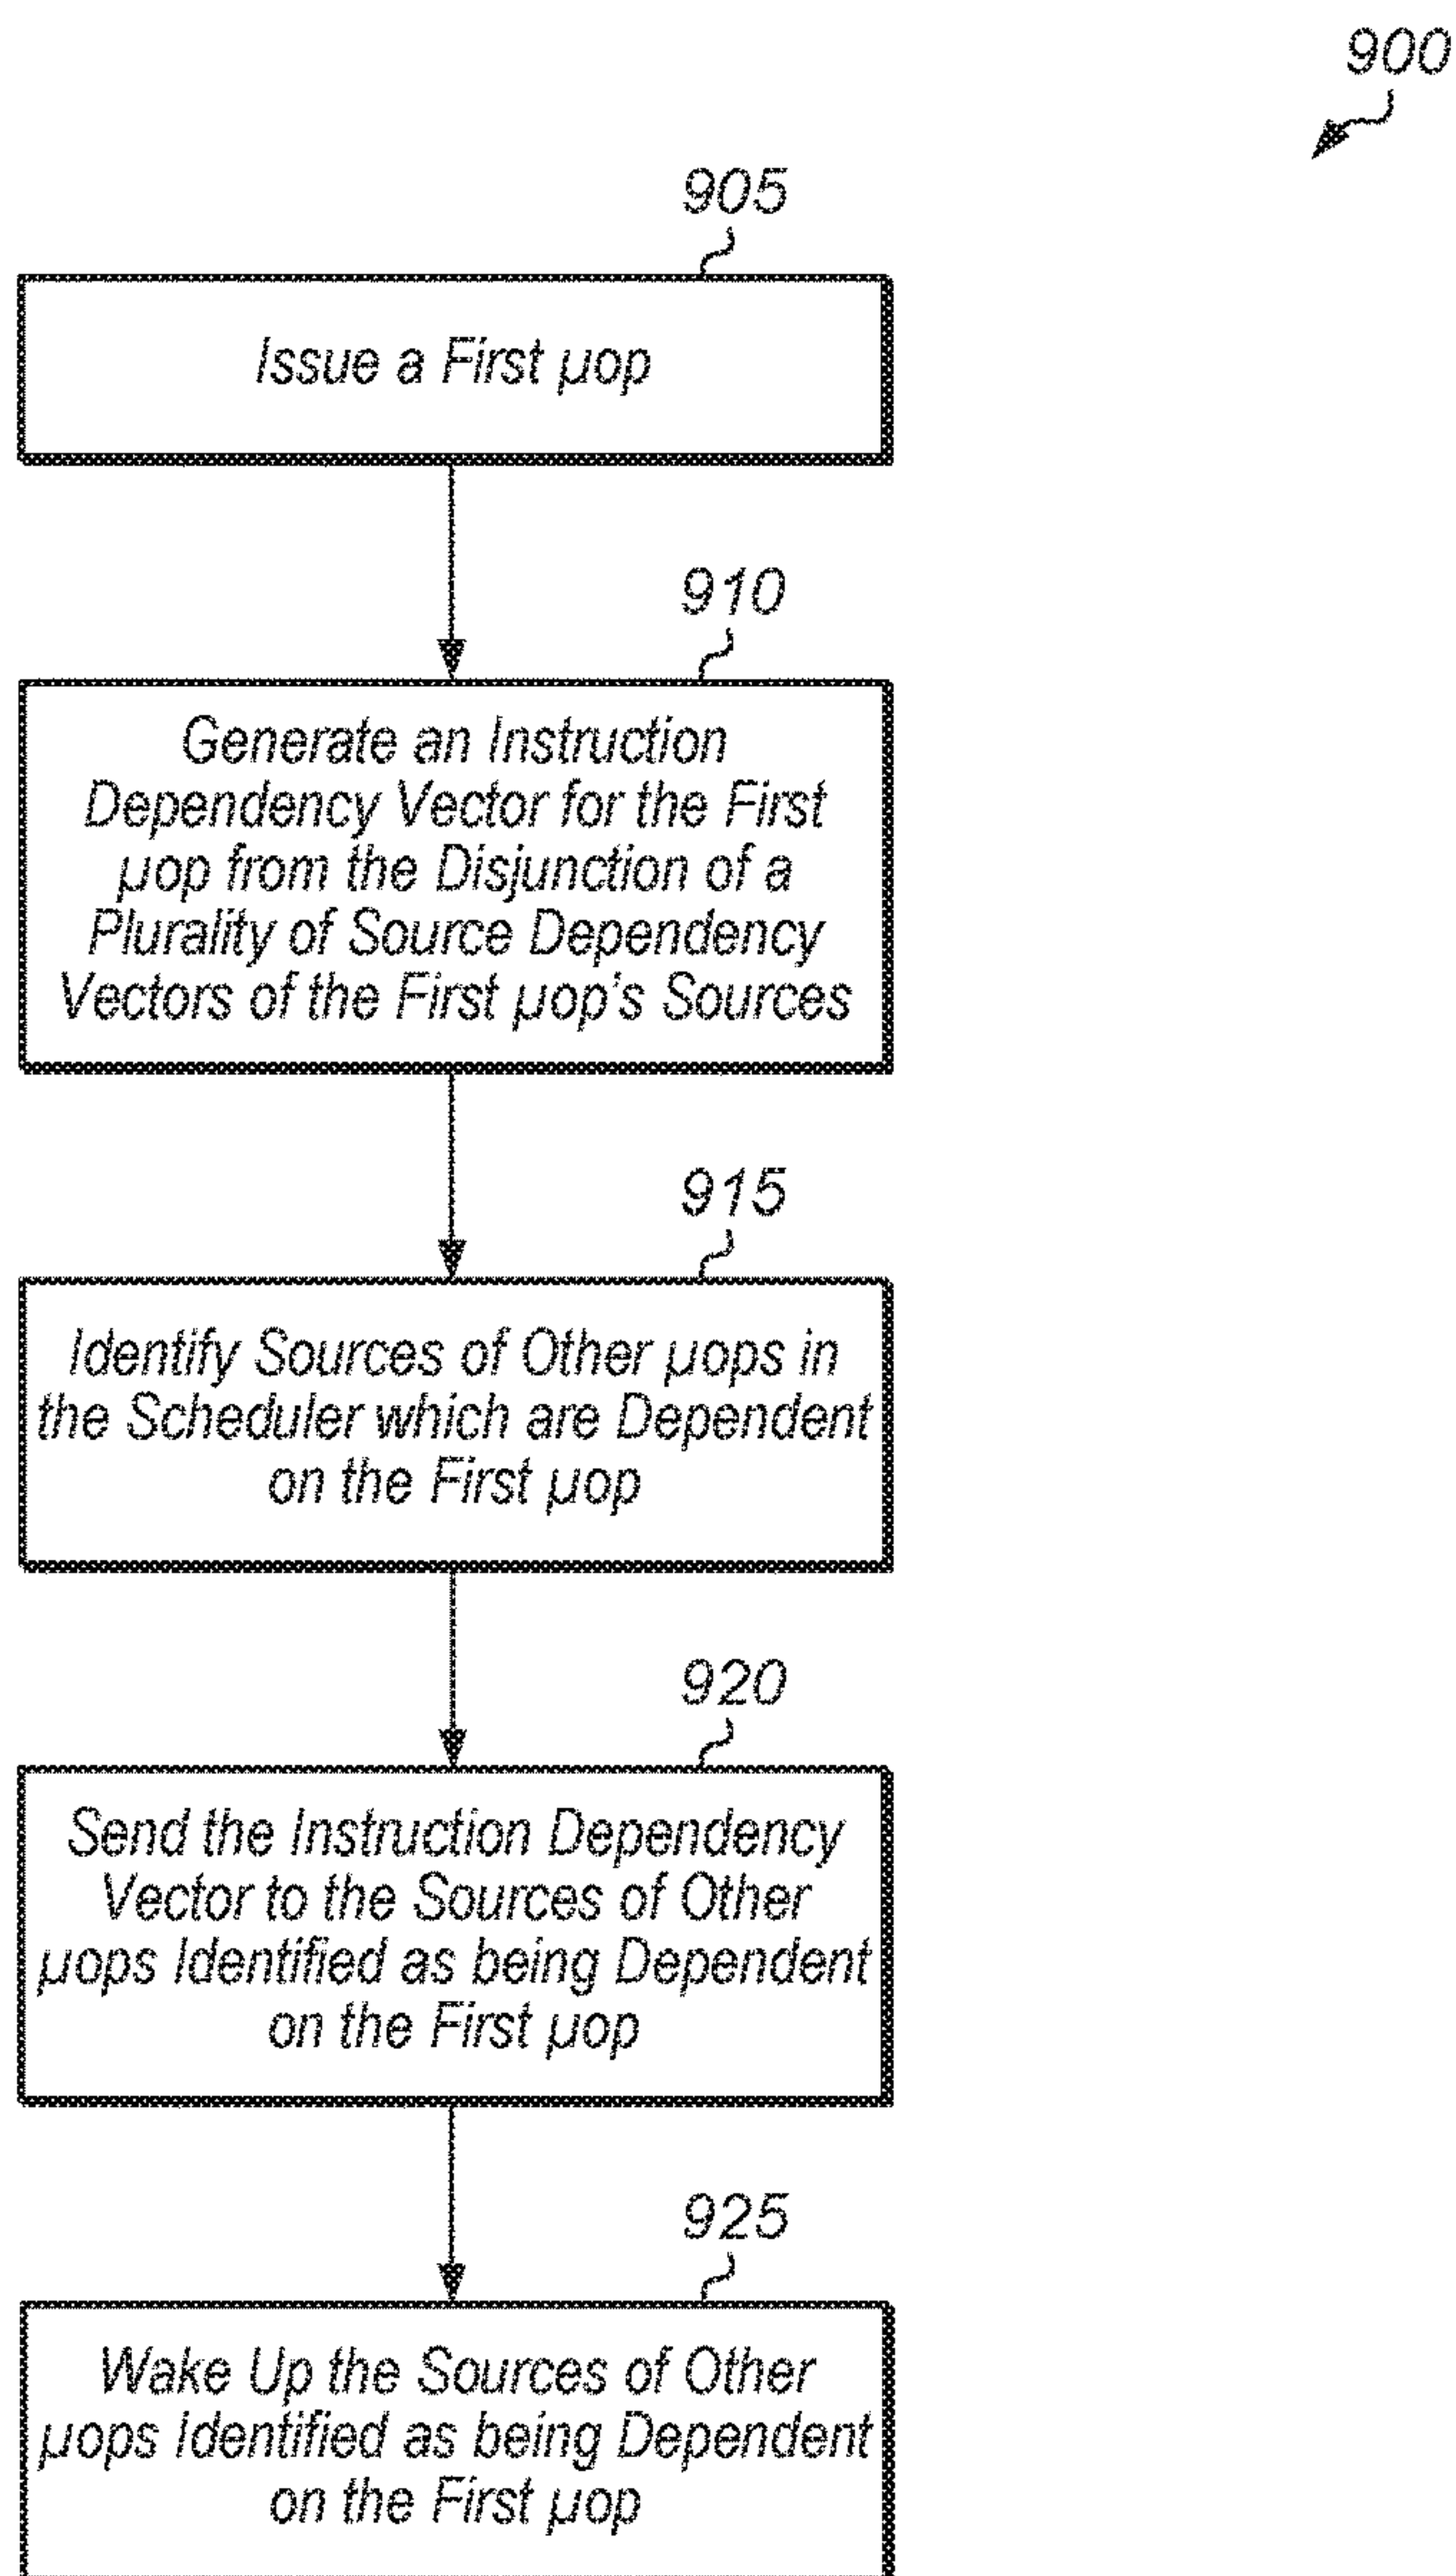 900
905
Issue a First µop
910
Generate an Instruction
Dependency Vector for the First
µop from the Disjunction of a
Plurality of Source Dependency
Vectors of the First µop's Sources
915
Identify Sources of Other µops in
the Scheduler which are Dependent
on the First µop
920
Send the Instruction Dependency
Vector to the Sources of Other
µops Identified as being Dependent
on the First µop
925
Wake Up the Sources of Other
µops Identified as being Dependent
on the First µop